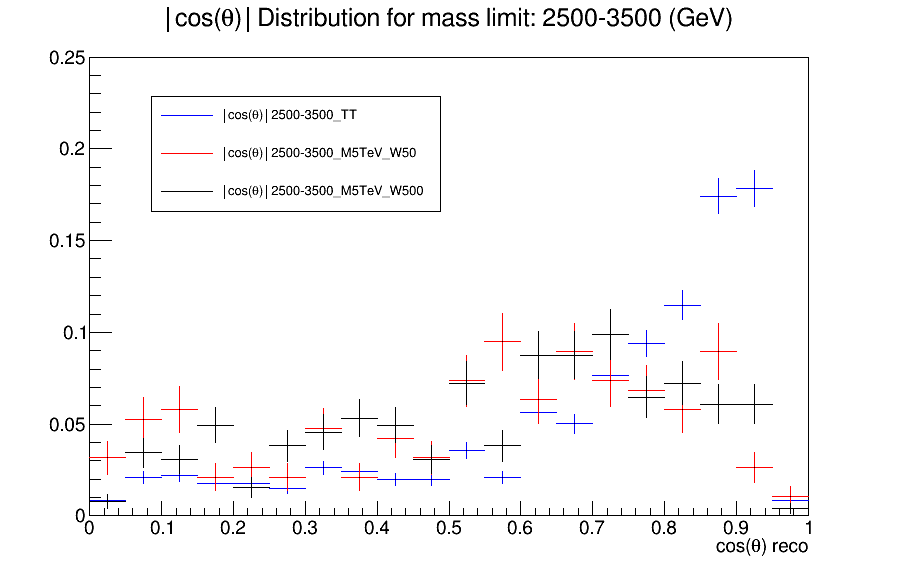 |cos(θ)| Distribution for mass limit: 2500-3500 (GeV)
0.25
0.2
0.15
0.1
0.05
0
|cos(θ)| 2500-3500_TT
|cos(θ)| 2500-3500_M5TeV_W50
|cos(θ)| 2500-3500_M5TeV_W500
0 0.1 0.2 0.3 0.4 0.5 0.6 0.7 0.8 0.9 1
cos(θ) reco